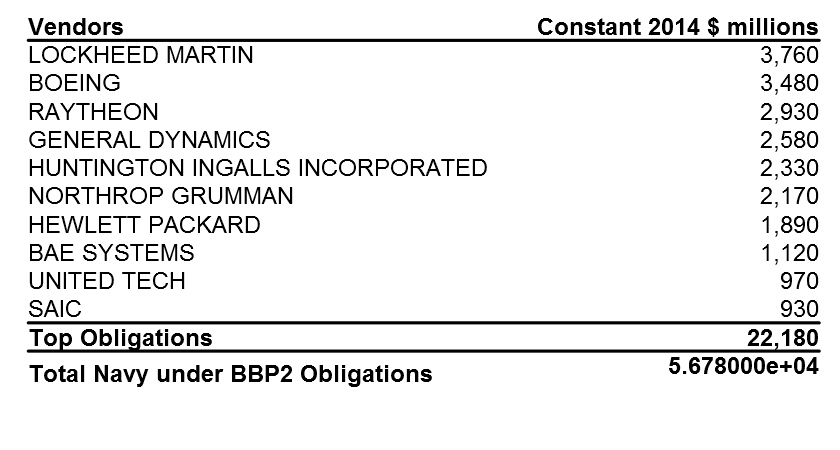 Vendors Constant 2014 $ millions
LOCKHEED MARTIN 3,760
BOEING 3,480
RAYTHEON 2,930
GENERAL DYNAMICS 2,580
HUNTINGTON INGALLS INCORPORATED 2,330
NORTHROP GRUMMAN 2,170
HEWLETT PACKARD 1,890
BAE SYSTEMS 1,120
UNITED TECH 970
SAIC 930
Top Obligations 22,180
Total Navy under BBP2 Obligations 5.678000e+04